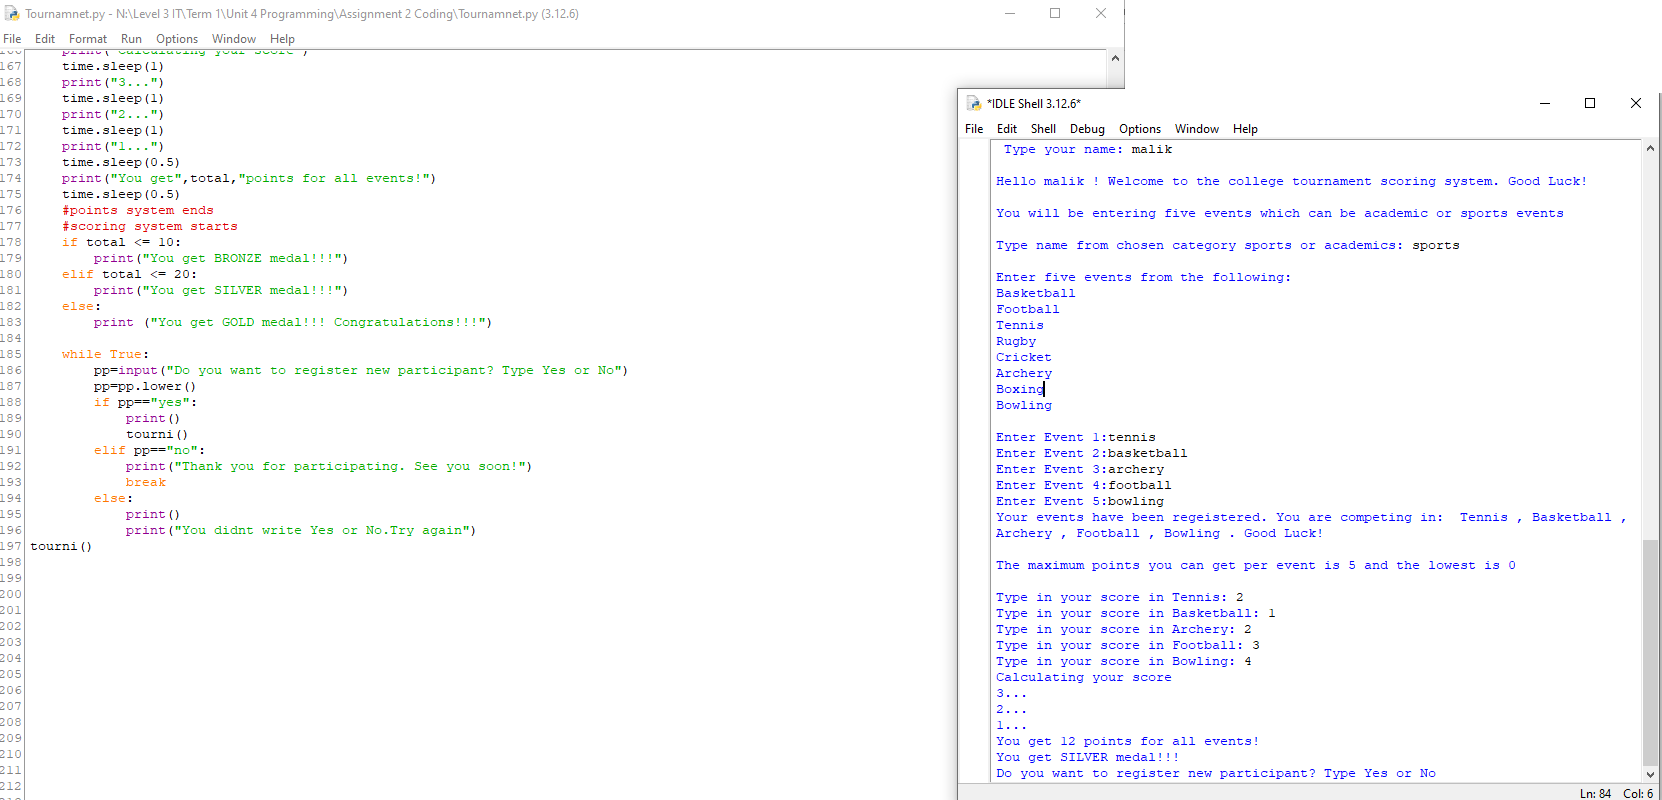 Tournamnet.py - N:\Level 3 IT\Term 1\Unit 4 Programming\Assignment 2 Coding\Tournamnet.py (3.12.6)
File Edit Format Run Options Window Help
166     print("Calculating your score")
167     time.sleep(1)
168     print("3...")
169     time.sleep(1)
170     print("2...")
171     time.sleep(1)
172     print("1...")
173     time.sleep(0.5)
174     print("You get",total,"points for all events!")
175     time.sleep(0.5)
176     #points system ends
177     #scoring system starts
178     if total <= 10:
179         print("You get BRONZE medal!!!")
180     elif total <= 20:
181         print("You get SILVER medal!!!")
182     else:
183         print ("You get GOLD medal!!! Congratulations!!!")
184
185     while True:
186         pp=input("Do you want to register new participant? Type Yes or No")
187         pp=pp.lower()
188         if pp=="yes":
189             print()
190             tourni()
191         elif pp=="no":
192             print("Thank you for participating. See you soon!")
193             break
194         else:
195             print()
196             print("You didnt write Yes or No.Try again")
197 tourni()
198
199
200
201
202
203
204
205
206
207
208
209
210
211
212
*IDLE Shell 3.12.6*
File Edit Shell Debug Options Window Help
Type your name: malik
Hello malik ! Welcome to the college tournament scoring system. Good Luck!
You will be entering five events which can be academic or sports events
Type name from chosen category sports or academics: sports
Enter five events from the following:
Basketball
Football
Tennis
Rugby
Cricket
Archery
Boxing
Bowling
Enter Event 1:tennis
Enter Event 2:basketball
Enter Event 3:archery
Enter Event 4:football
Enter Event 5:bowling
Your events have been regeistered. You are competing in:  Tennis , Basketball ,
Archery , Football , Bowling . Good Luck!
The maximum points you can get per event is 5 and the lowest is 0
Type in your score in Tennis: 2
Type in your score in Basketball: 1
Type in your score in Archery: 2
Type in your score in Football: 3
Type in your score in Bowling: 4
Calculating your score
3...
2...
1...
You get 12 points for all events!
You get SILVER medal!!!
Do you want to register new participant? Type Yes or No
Ln: 84 Col: 6